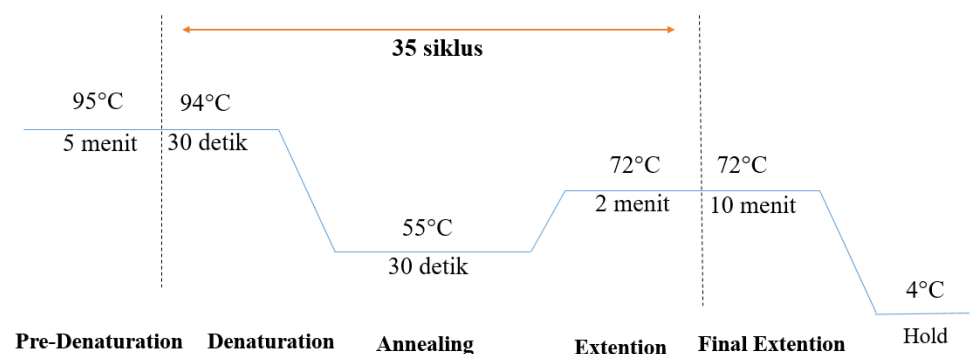 35 siklus
95°C
94°C
5 menit
30 detik
72°C
72°C
2 menit
10 menit
55°C
30 detik
4°C
Hold
Pre-Denaturation
Denaturation
Annealing
Extention
Final Extention